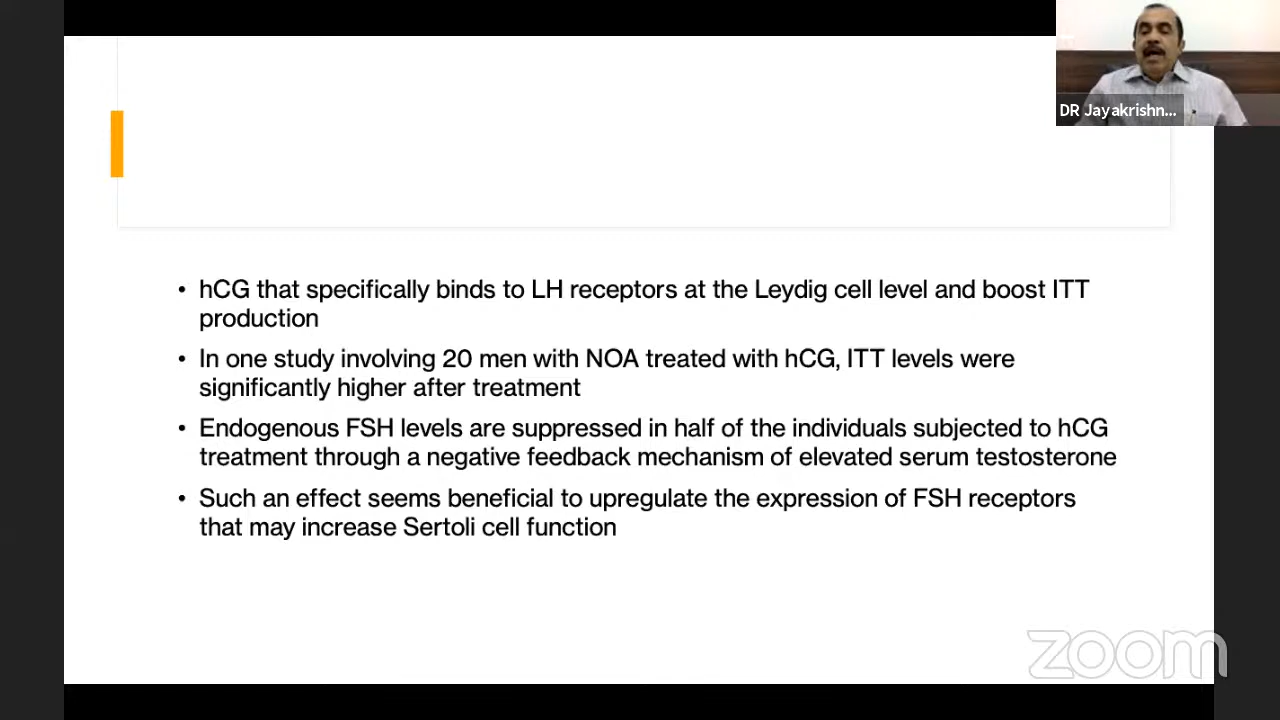 DR Jayakrishn...
• hCG that specifically binds to LH receptors at the Leydig cell level and boost ITT
production
• In one study involving 20 men with NOA treated with hCG, ITT levels were
significantly higher after treatment
• Endogenous FSH levels are suppressed in half of the individuals subjected to hCG
treatment through a negative feedback mechanism of elevated serum testosterone
• Such an effect seems beneficial to upregulate the expression of FSH receptors
that may increase Sertoli cell function
zoom